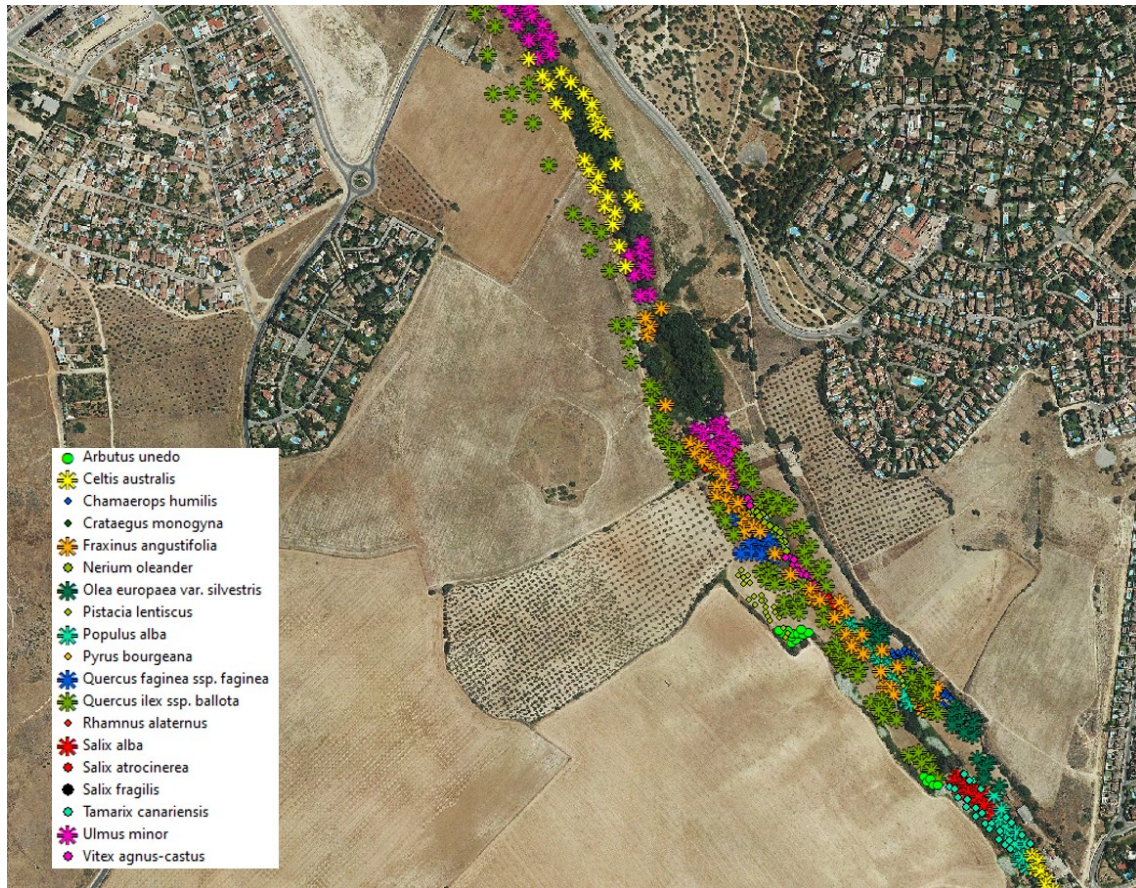 Arbutus unedo
Celtis australis
Chamaerops humilis
Crataegus monogyna
Fraxinus angustifolia
Nerium oleander
Olea europaea var. silvestris
Pistacia lentiscus
Populus alba
Pyrus bourgeana
Quercus faginea ssp. faginea
Quercus ilex ssp. ballota
Rhamnus alaternus
Salix alba
Salix atrocinerea
Salix fragilis
Tamarix canariensis
Ulmus minor
Vitex agnus-castus